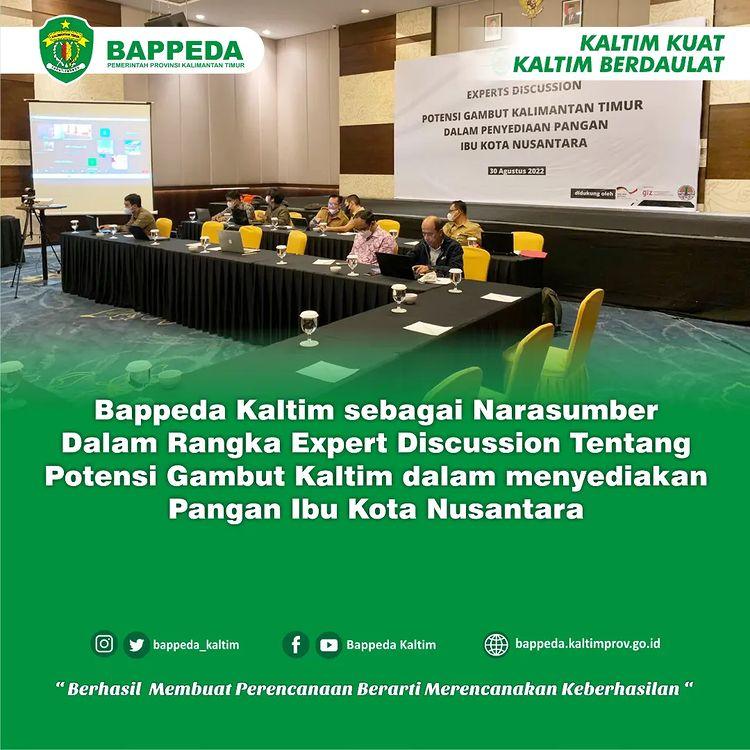 BAPPEDA
PEMERINTAH PROVINSI KALIMANTAN TIMUR
KALTIM KUAT
KALTIM BERDAULAT
EXPERTS DISCUSSION
POTENSI GAMBUT KALIMANTAN TIMUR
DALAM PENYEDIAAN PANGAN
IBU KOTA NUSANTARA
30 Agustus 2022
didukung oleh
giz
Bappeda Kaltim sebagai Narasumber
Dalam Rangka Expert Discussion Tentang
Potensi Gambut Kaltim dalam menyediakan
Pangan Ibu Kota Nusantara
bappeda_kaltim
Bappeda Kaltim
bappeda.kaltimprov.go.id
“ Berhasil Membuat Perencanaan Berarti Merencanakan Keberhasilan “